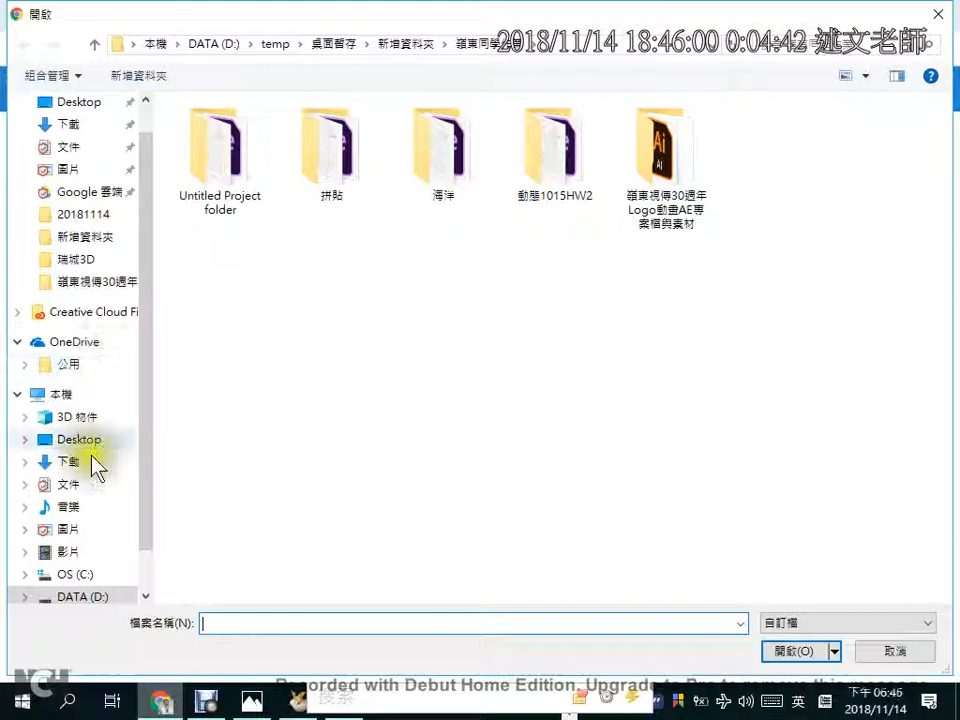 開啟
本機 › DATA (D:) › temp › 桌面暫存 › 新增資料夾 › 嶺東同學
2018/11/14 18:46:00 0:04:42 述文老師
組合管理
新增資料夾
Desktop
下載
文件
圖片
Google 雲端
20181114
新增資料夾
瑞城3D
嶺東視傳30週年
Creative Cloud Fi
OneDrive
公用
本機
3D 物件
Desktop
下載
文件
音樂
圖片
影片
OS (C:)
DATA (D:)
Untitled Project
folder
拼貼
海洋
動態1015HW2
嶺東視傳30週年
Logo動畫AE專
案檔與素材
Ai
AI
檔案名稱(N):
自訂檔
開啟(O)
取消
NCH
Recorded with Debut Home Edition. Upgrade to Pro to remove this message
搜索
英
下午 06:45
2018/11/14